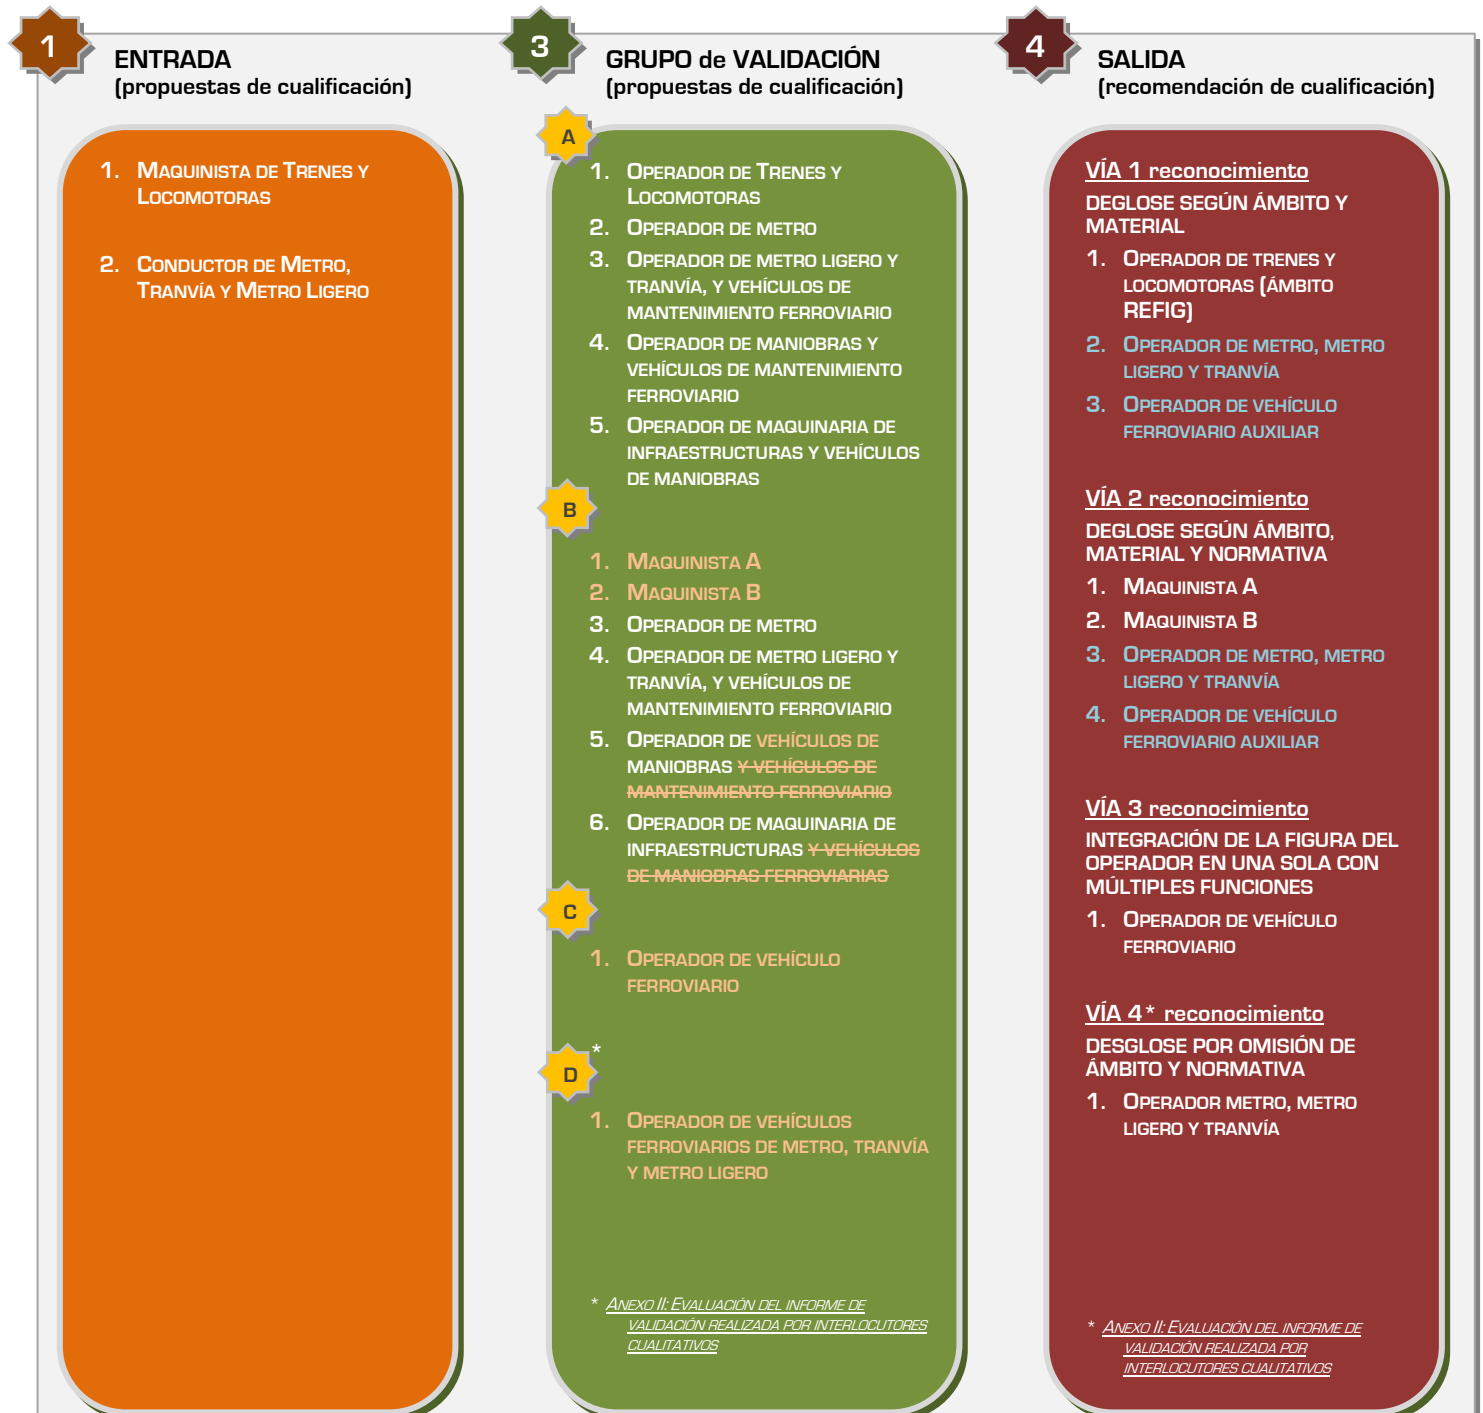 1
ENTRADA
(propuestas de cualificación)
1. Maquinista de Trenes y
Locomotoras
2. Conductor de Metro,
Tranvía y Metro Ligero
3
GRUPO de VALIDACIÓN
(propuestas de cualificación)
A
1. Operador de Trenes y
Locomotoras
2. Operador de metro
3. Operador de metro ligero y
tranvía, y vehículos de
mantenimiento ferroviario
4. Operador de maniobras y
vehículos de mantenimiento
ferroviario
5. Operador de maquinaria de
infraestructuras y vehículos
de maniobras
B
1. Maquinista A
2. Maquinista B
3. Operador de metro
4. Operador de metro ligero y
tranvía, y vehículos de
mantenimiento ferroviario
5. Operador de vehículos de
maniobras y vehículos de
mantenimiento ferroviario
6. Operador de maquinaria de
infraestructuras y vehículos
de maniobras ferroviarias
C
1. Operador de vehículo
ferroviario
*
D
1. Operador de vehículos
ferroviarios de metro, tranvía
y metro ligero
* Anexo II: Evaluación del informe de
validación realizada por interlocutores
cualitativos
4
SALIDA
(recomendación de cualificación)
VÍA 1 reconocimiento
DEGLOSE SEGÚN ÁMBITO Y
MATERIAL
1. Operador de trenes y
locomotoras (ámbito
REFIG)
2. Operador de metro, metro
ligero y tranvía
3. Operador de vehículo
ferroviario auxiliar
VÍA 2 reconocimiento
DEGLOSE SEGÚN ÁMBITO,
MATERIAL Y NORMATIVA
1. Maquinista A
2. Maquinista B
3. Operador de metro, metro
ligero y tranvía
4. Operador de vehículo
ferroviario auxiliar
VÍA 3 reconocimiento
INTEGRACIÓN DE LA FIGURA DEL
OPERADOR EN UNA SOLA CON
MÚLTIPLES FUNCIONES
1. Operador de vehículo
ferroviario
VÍA 4* reconocimiento
DESGLOSE POR OMISIÓN DE
ÁMBITO Y NORMATIVA
1. Operador metro, metro
ligero y tranvía
* Anexo II: Evaluación del informe de
validación realizada por
interlocutores cualitativos